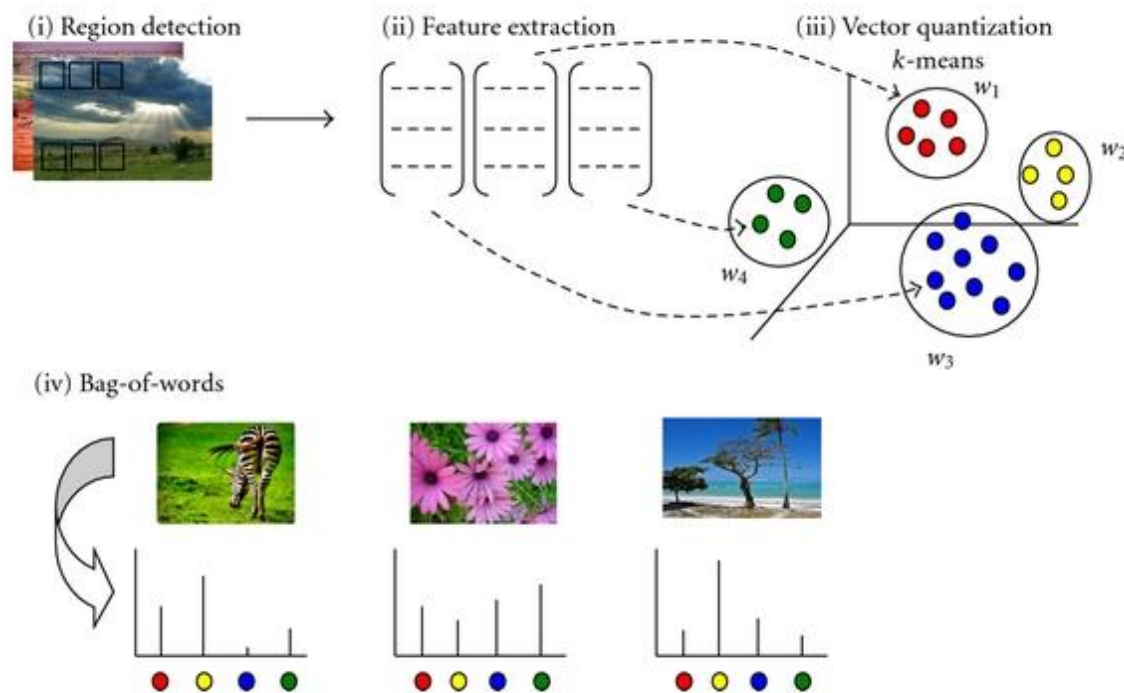 (i) Region detection
(ii) Feature extraction
(iii) Vector quantization
k-means
w1
w2
w4
w3
(iv) Bag-of-words